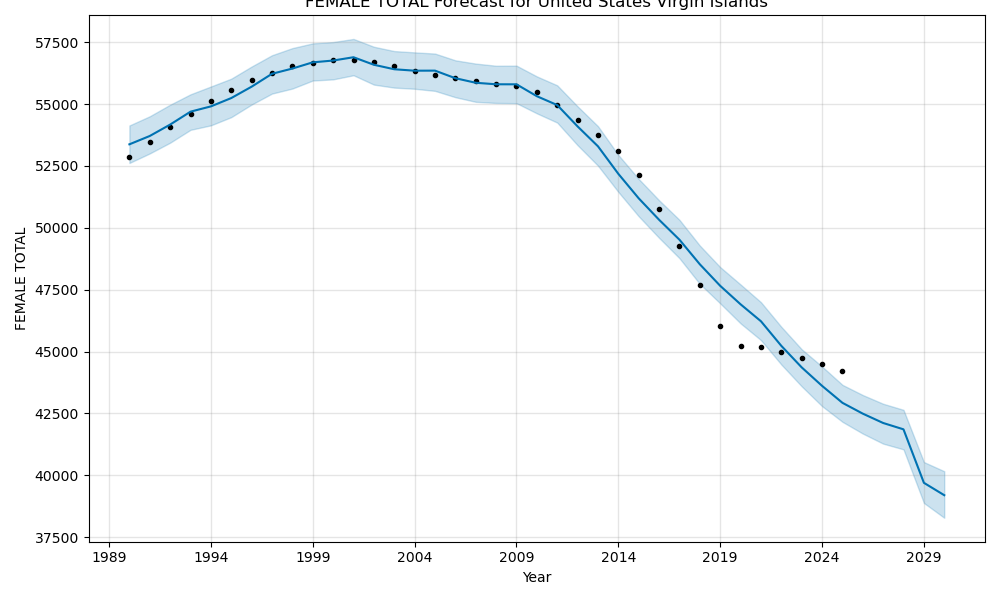 FEMALE TOTAL Forecast for United States Virgin Islands
57500
55000
52500
50000
47500
45000
42500
40000
37500
FEMALE TOTAL
1989 1994 1999 2004 2009 2014 2019 2024 2029
Year